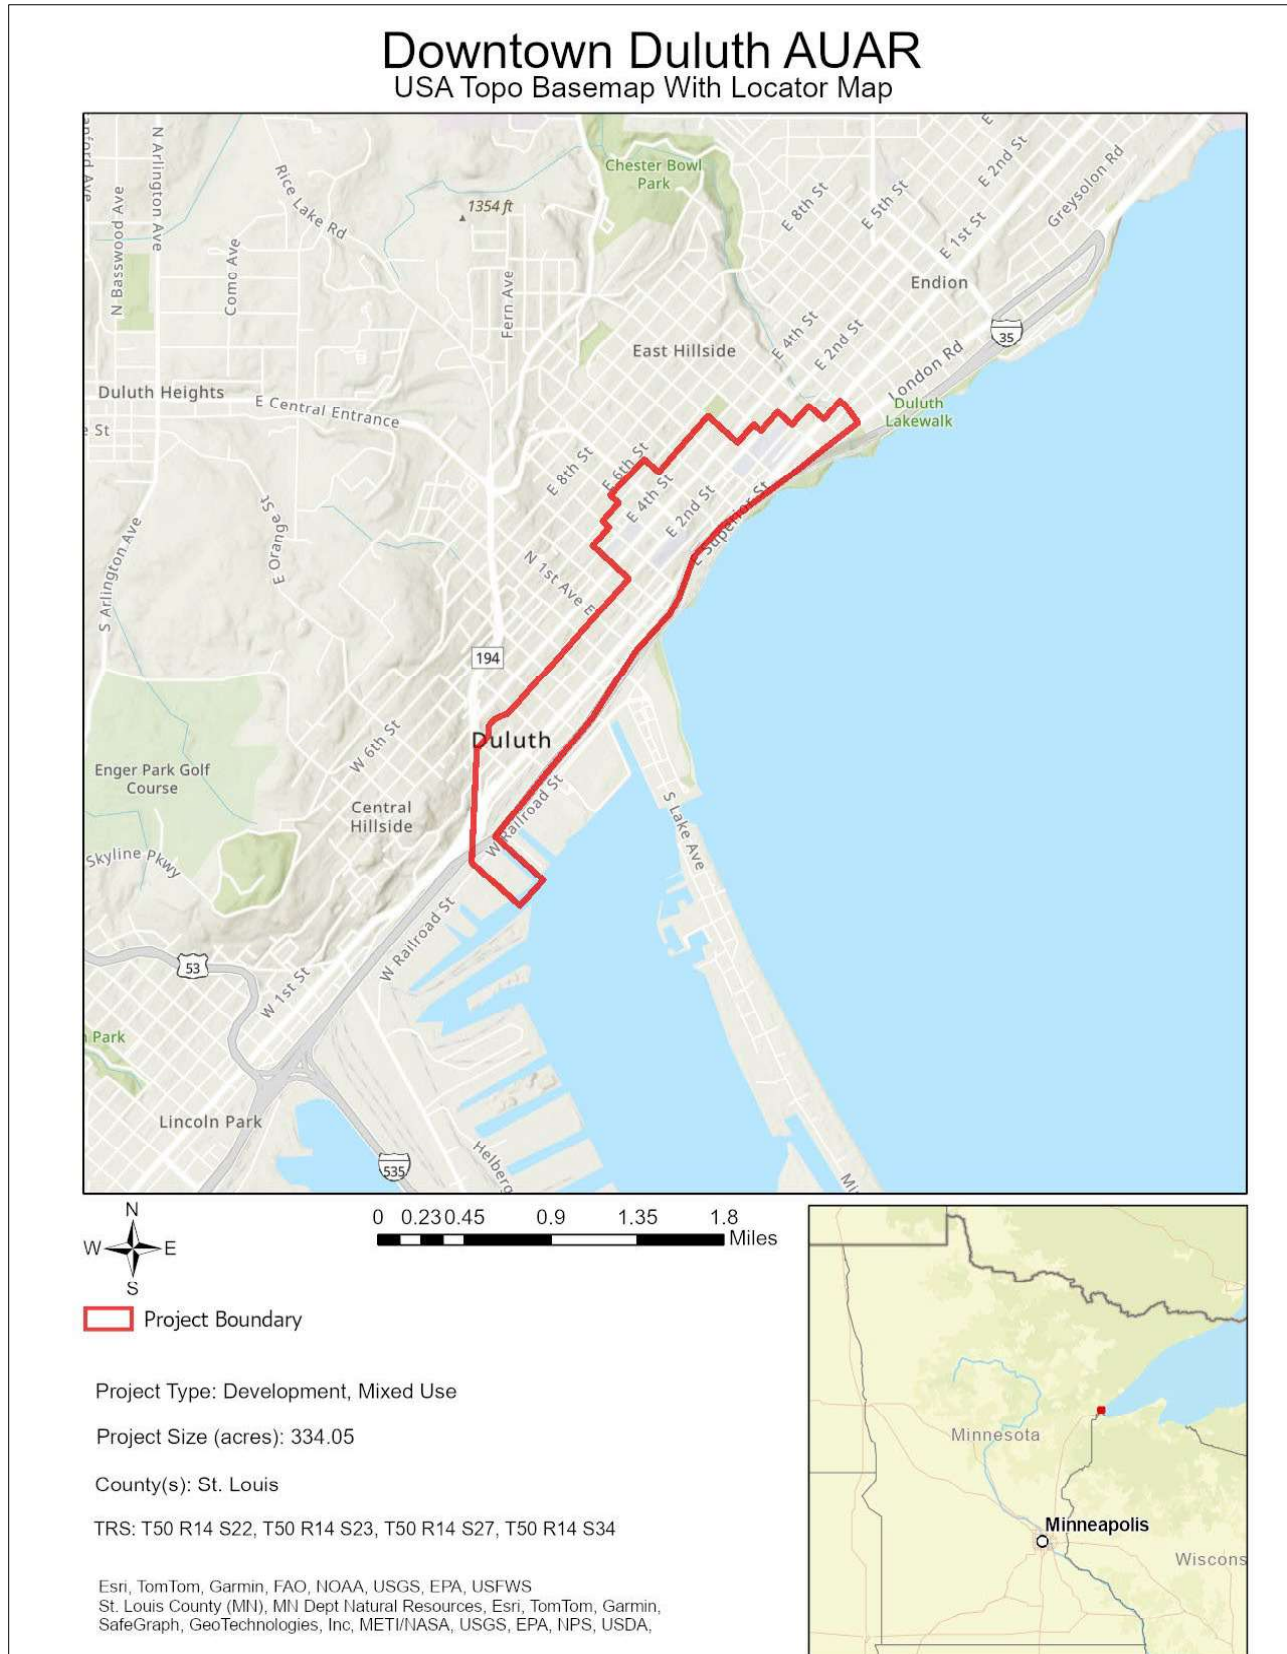 Downtown Duluth AUAR
USA Topo Basemap With Locator Map
N Basswood Ave
N Arlington Ave
Como Ave
Rice Lake Rd
1354 ft
Fern Ave
Chester Bowl
Park
E 8th St
E 5th St
E 2nd St
E 1st St
Greysolon Rd
Endion
35
London Rd
East Hillside
E 4th St
E 2nd St
Duluth
Lakewalk
Duluth Heights
E Central Entrance
St
E 8th St
E 6th St
E 4th St
E 2nd St
E Superior St
E Orange St
S Arlington Ave
N 1st Ave E
194
Duluth
W 6th St
Enger Park Golf
Course
Central
Hillside
W Railroad St
S Lake Ave
Skyline Pkwy
W Railroad St
53
W 1st St
Park
Lincoln Park
535
Helberg
N
W E
S
0 0.23 0.45 0.9 1.35 1.8
Miles
Project Boundary
Project Type: Development, Mixed Use
Project Size (acres): 334.05
County(s): St. Louis
TRS: T50 R14 S22, T50 R14 S23, T50 R14 S27, T50 R14 S34
Esri, TomTom, Garmin, FAO, NOAA, USGS, EPA, USFWS
St. Louis County (MN), MN Dept Natural Resources, Esri, TomTom, Garmin,
SafeGraph, GeoTechnologies, Inc, METI/NASA, USGS, EPA, NPS, USDA,
Minnesota
Minneapolis
Wiscons